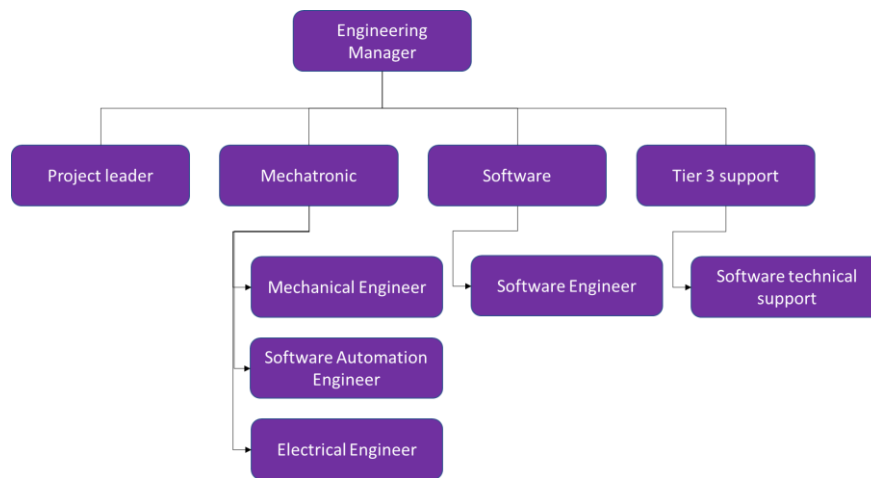 Engineering
Manager
Project leader
Mechatronic
Software
Tier 3 support
Mechanical Engineer
Software Engineer
Software technical
support
Software Automation
Engineer
Electrical Engineer